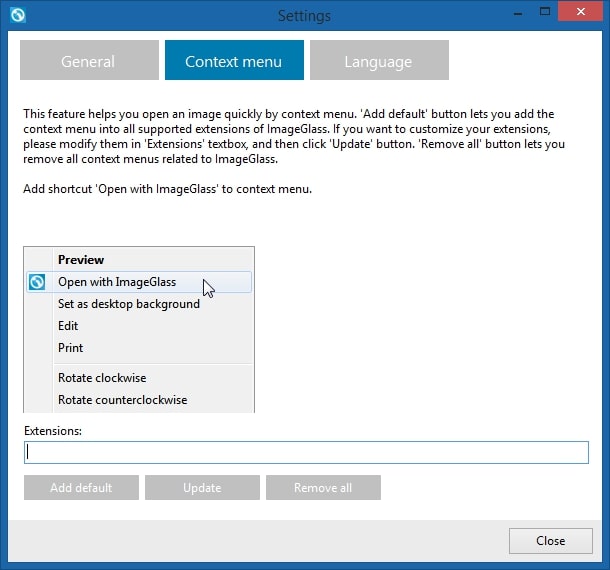 Settings
General
Context menu
Language
This feature helps you open an image quickly by context menu. 'Add default' button lets you add the
context menu into all supported extensions of ImageGlass. If you want to customize your extensions,
please modify them in 'Extensions' textbox, and then click 'Update' button. 'Remove all' button lets you
remove all context menus related to ImageGlass.
Add shortcut 'Open with ImageGlass' to context menu.
Preview
Open with ImageGlass
Set as desktop background
Edit
Print
Rotate clockwise
Rotate counterclockwise
Extensions:
Add default
Update
Remove all
Close